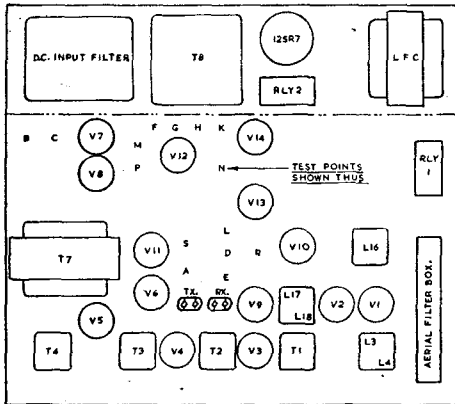 D.C. INPUT FILTER
T8
12SR7
RLY2
L F C
B C V7 F G H K V14
M V12
V8 P N TEST POINTS
SHOWN THUS
RLY
1
V13
T7 V11 S L D R V10 L16
A E
V6 TX. RX. V9 L17 V2 V1
L18
V5
T4 T3 V4 T2 V3 T1 L3
L4
AERIAL FILTER BOX.